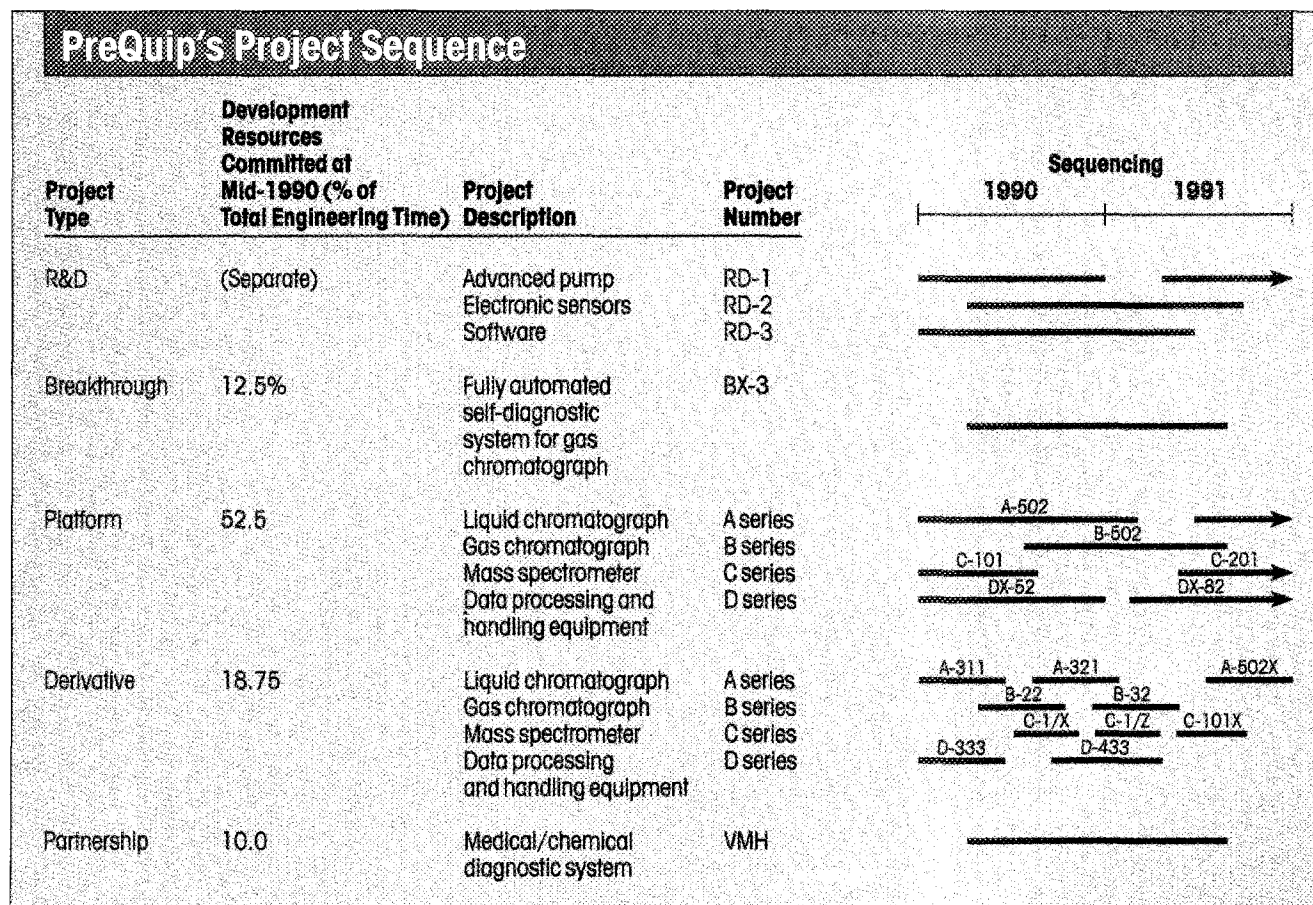 PreQuip's Project Sequence
Development
Resources
Committed at
Mid-1990 (% of
Total Engineering Time)
Project
Type
Project
Description
Project
Number
Sequencing
1990 1991
R&D (Separate) Advanced pump RD-1
Electronic sensors RD-2
Software RD-3
Breakthrough 12.5% Fully automated BX-3
self-diagnostic
system for gas
chromatograph
A-502
Platform 52.5 Liquid chromatograph A series
B-502
Gas chromatograph B series
C-101 C-201
Mass spectrometer C series
DX-52 DX-82
Data processing and D series
handling equipment
A-311 A-321 A-502X
Derivative 18.75 Liquid chromatograph A series
B-22 B-32
Gas chromatograph B series
C-1/X C-1/Z C-101X
Mass spectrometer C series
D-333 D-433
Data processing D series
and handling equipment
Partnership 10.0 Medical/chemical VMH
diagnostic system